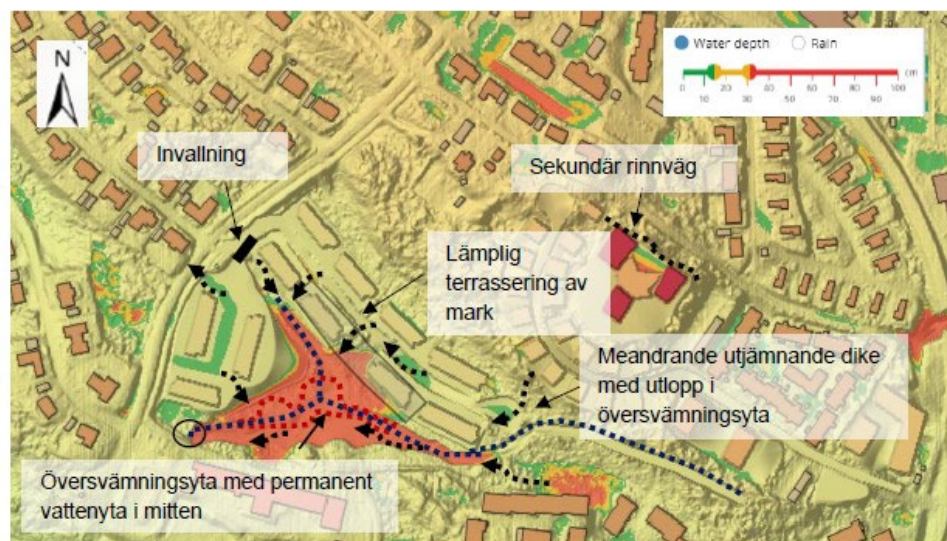 N
Water depth
Rain
cm
0
10
20
30
40
50
60
70
80
90
100
Invallning
Sekundär rinnväg
Lämplig
terrassering av
mark
Meandrande utjämnande dike
med utlopp i
översvämningsyta
Översvämningsyta med permanent
vattenyta i mitten